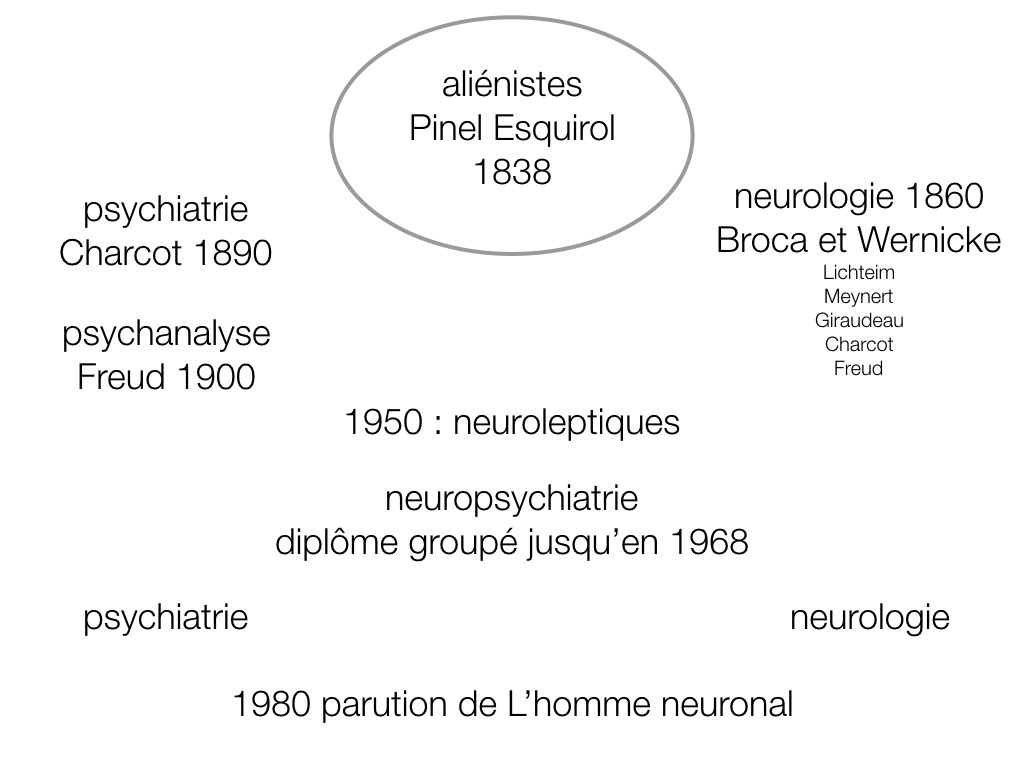 aliénistes
Pinel Esquirol
1838
psychiatrie
Charcot 1890
neurologie 1860
Broca et Wernicke
Lichteim
Meynert
Giraudeau
Charcot
Freud
psychanalyse
Freud 1900
1950 : neuroleptiques
neuropsychiatrie
diplôme groupé jusqu’en 1968
psychiatrie
neurologie
1980 parution de L’homme neuronal